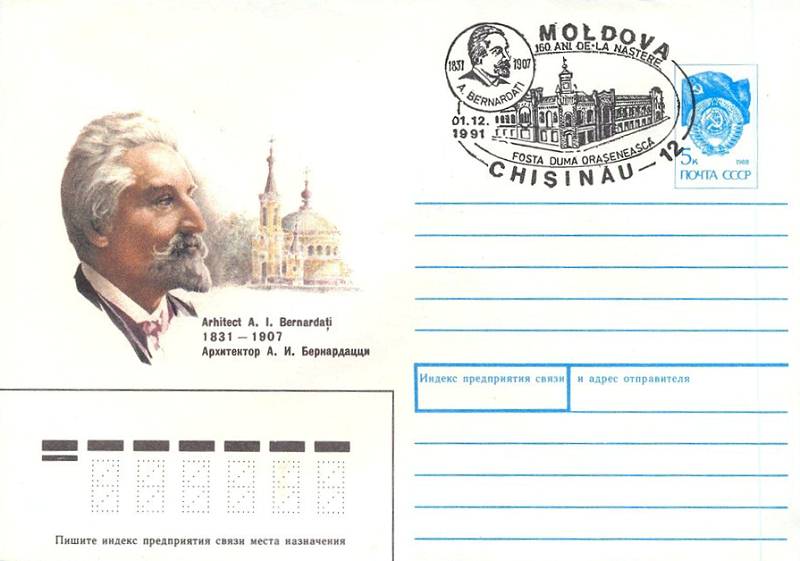 MOLDOVA
160 ANI DE-LA NAȘTERE
1831 1907
A. BERNARDAȚI
01.12.
1991
FOSTA DUMA ORAȘENEASCĂ
CHIȘINĂU—12
5к 1988
ПОЧТА СССР
Arhitect A. I. Bernardați
1831 — 1907
Архитектор А. И. Бернардацци
Индекс предприятия связи и адрес отправителя
Пишите индекс предприятия связи места назначения